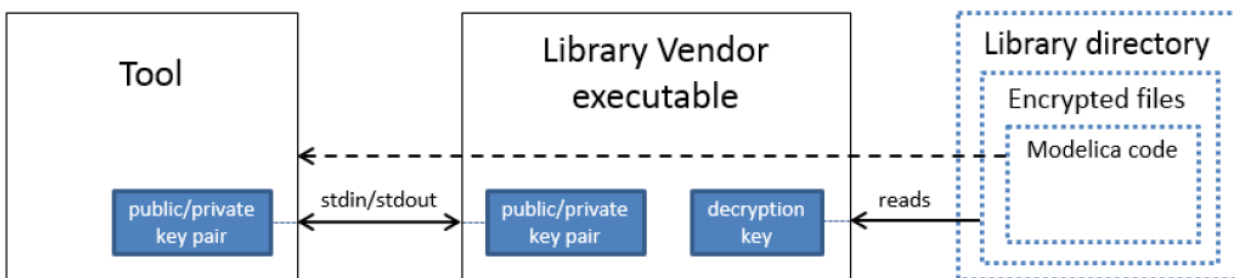 Tool
public/private
key pair
stdin/stdout
Library Vendor
executable
public/private
key pair
decryption
key
reads
Library directory
Encrypted files
Modelica code